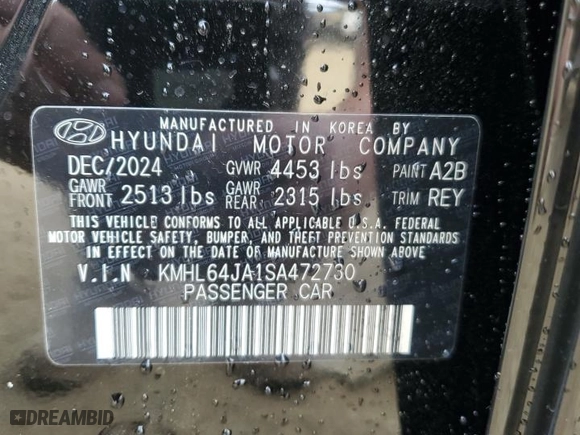 MANUFACTURED IN KOREA BY
HYUNDAI MOTOR COMPANY
DEC/2024 GVWR 4453 lbs PAINT A2B
GAWR FRONT 2513 lbs GAWR REAR 2315 lbs TRIM REY
THIS VEHICLE CONFORMS TO ALL APPLICABLE U.S.A. FEDERAL
MOTOR VEHICLE SAFETY, BUMPER, AND THEFT PREVENTION STANDARDS
IN EFFECT ON THE DATE OF MANUFACTURE SHOWN ABOVE
V.I.N KMHL64JA1SA472730
PASSENGER CAR
DREAMBID